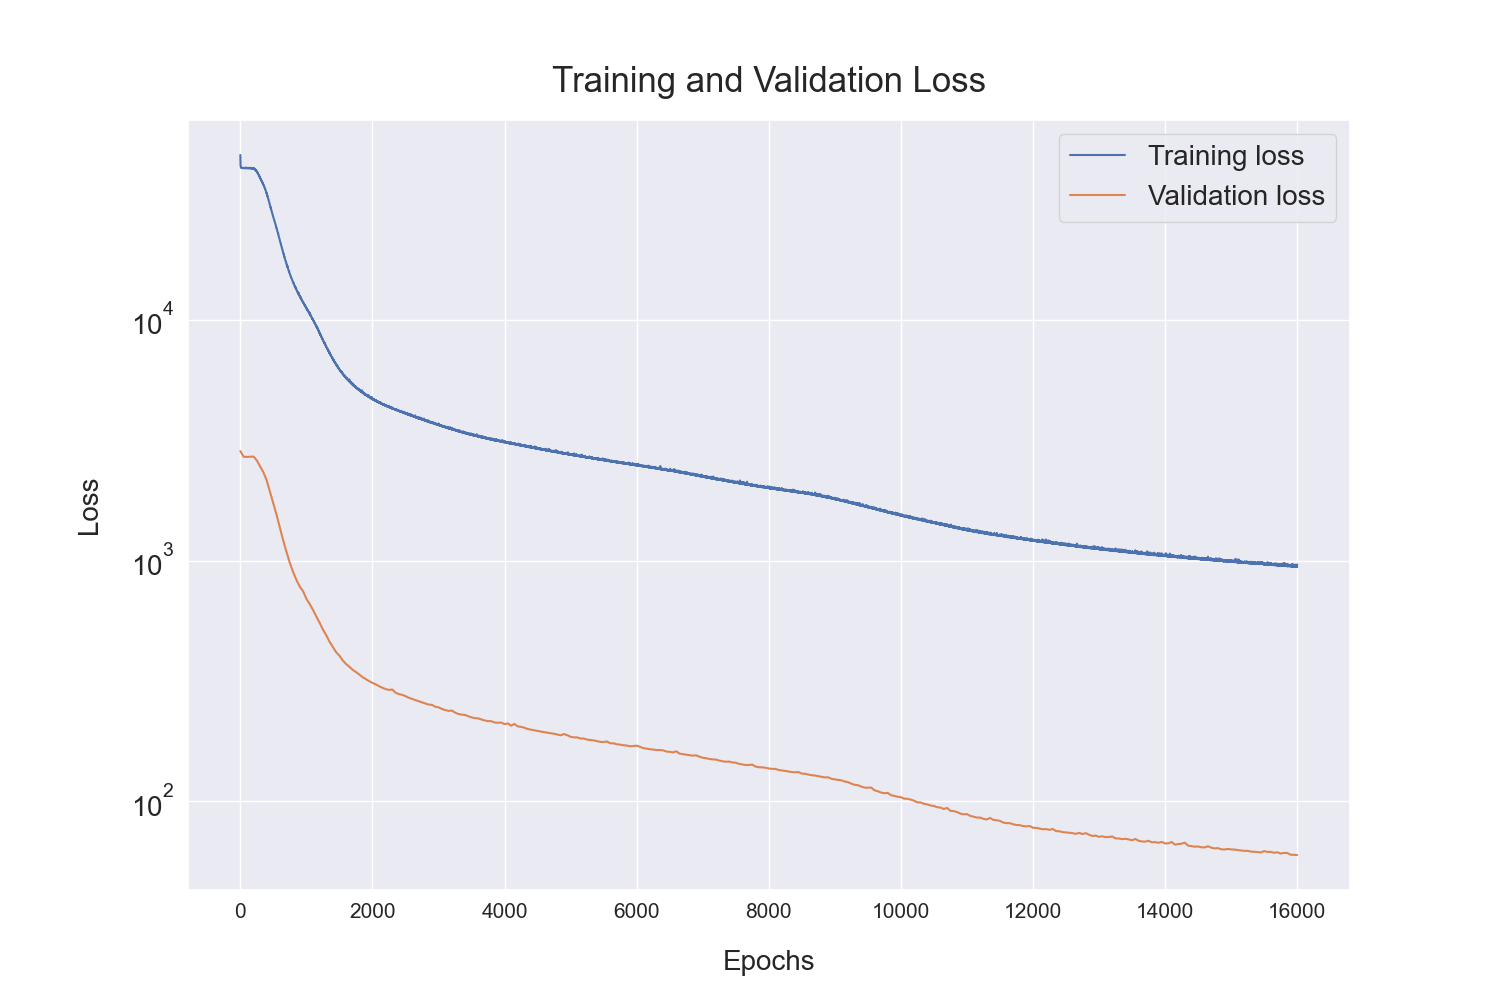 Training and Validation Loss
Training loss
Validation loss
10^4
10^3
10^2
Loss
0 2000 4000 6000 8000 10000 12000 14000 16000
Epochs